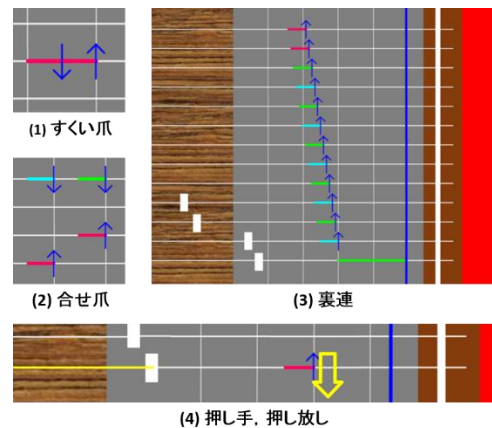 (1) すくい爪
(2) 合せ爪
(3) 裏連
(4) 押し手, 押し放し